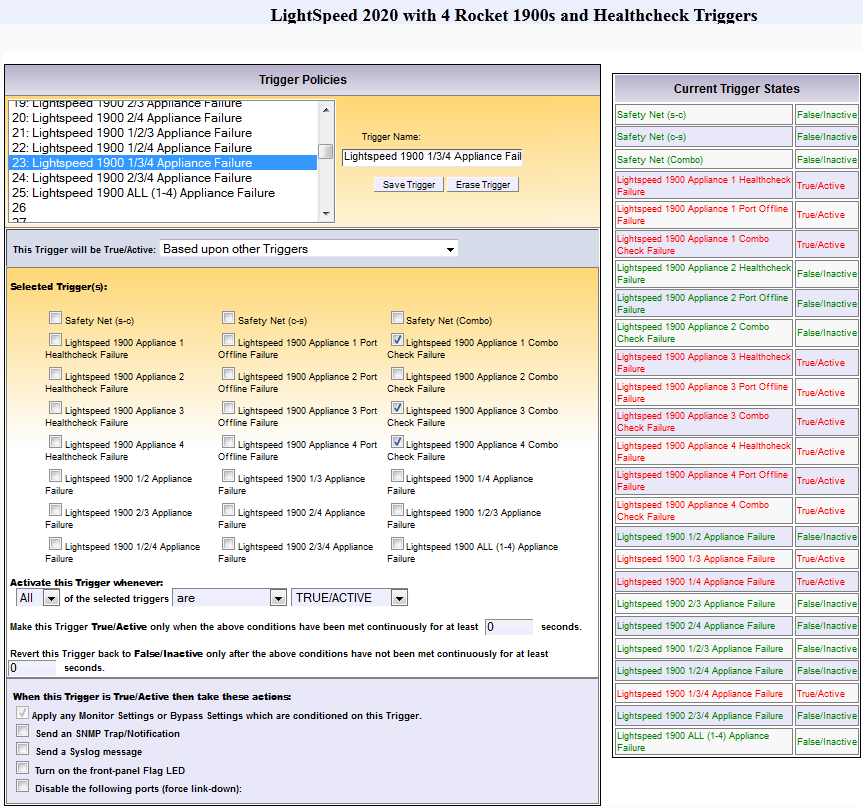 LightSpeed 2020 with 4 Rocket 1900s and Healthcheck Triggers
Trigger Policies
19: Lightspeed 1900 2/3 Appliance Failure
20: Lightspeed 1900 2/4 Appliance Failure
21: Lightspeed 1900 1/2/3 Appliance Failure
22: Lightspeed 1900 1/2/4 Appliance Failure
23: Lightspeed 1900 1/3/4 Appliance Failure
24: Lightspeed 1900 2/3/4 Appliance Failure
25: Lightspeed 1900 ALL (1-4) Appliance Failure
26
27
Trigger Name:
Lightspeed 1900 1/3/4 Appliance Fail
Save Trigger Erase Trigger
This Trigger will be True/Active: Based upon other Triggers
Selected Trigger(s):
Safety Net (s-c) Safety Net (c-s) Safety Net (Combo)
Lightspeed 1900 Appliance 1 Lightspeed 1900 Appliance 1 Port Lightspeed 1900 Appliance 1 Combo
Healthcheck Failure Offline Failure Check Failure
Lightspeed 1900 Appliance 2 Lightspeed 1900 Appliance 2 Port Lightspeed 1900 Appliance 2 Combo
Healthcheck Failure Offline Failure Check Failure
Lightspeed 1900 Appliance 3 Lightspeed 1900 Appliance 3 Port Lightspeed 1900 Appliance 3 Combo
Healthcheck Failure Offline Failure Check Failure
Lightspeed 1900 Appliance 4 Lightspeed 1900 Appliance 4 Port Lightspeed 1900 Appliance 4 Combo
Healthcheck Failure Offline Failure Check Failure
Lightspeed 1900 1/2 Appliance Lightspeed 1900 1/3 Appliance Lightspeed 1900 1/4 Appliance
Failure Failure Failure
Lightspeed 1900 2/3 Appliance Lightspeed 1900 2/4 Appliance Lightspeed 1900 1/2/3 Appliance
Failure Failure Failure
Lightspeed 1900 1/2/4 Appliance Lightspeed 1900 2/3/4 Appliance Lightspeed 1900 ALL (1-4) Appliance
Failure Failure Failure
Activate this Trigger whenever:
All of the selected triggers are TRUE/ACTIVE
Make this Trigger True/Active only when the above conditions have been met continuously for at least 0 seconds.
Revert this Trigger back to False/Inactive only after the above conditions have not been met continuously for at least
0 seconds.
When this Trigger is True/Active then take these actions:
Apply any Monitor Settings or Bypass Settings which are conditioned on this Trigger.
Send an SNMP Trap/Notification
Send a Syslog message
Turn on the front-panel Flag LED
Disable the following ports (force link-down):
Current Trigger States
Safety Net (s-c) False/Inactive
Safety Net (c-s) False/Inactive
Safety Net (Combo) False/Inactive
Lightspeed 1900 Appliance 1 Healthcheck
Failure True/Active
Lightspeed 1900 Appliance 1 Port Offline
Failure True/Active
Lightspeed 1900 Appliance 1 Combo
Check Failure True/Active
Lightspeed 1900 Appliance 2 Healthcheck
Failure False/Inactive
Lightspeed 1900 Appliance 2 Port Offline
Failure False/Inactive
Lightspeed 1900 Appliance 2 Combo
Check Failure False/Inactive
Lightspeed 1900 Appliance 3 Healthcheck
Failure True/Active
Lightspeed 1900 Appliance 3 Port Offline
Failure True/Active
Lightspeed 1900 Appliance 3 Combo
Check Failure True/Active
Lightspeed 1900 Appliance 4 Healthcheck
Failure True/Active
Lightspeed 1900 Appliance 4 Port Offline
Failure True/Active
Lightspeed 1900 Appliance 4 Combo
Check Failure True/Active
Lightspeed 1900 1/2 Appliance Failure False/Inactive
Lightspeed 1900 1/3 Appliance Failure True/Active
Lightspeed 1900 1/4 Appliance Failure True/Active
Lightspeed 1900 2/3 Appliance Failure False/Inactive
Lightspeed 1900 2/4 Appliance Failure False/Inactive
Lightspeed 1900 1/2/3 Appliance Failure False/Inactive
Lightspeed 1900 1/2/4 Appliance Failure False/Inactive
Lightspeed 1900 1/3/4 Appliance Failure True/Active
Lightspeed 1900 2/3/4 Appliance Failure False/Inactive
Lightspeed 1900 ALL (1-4) Appliance
Failure False/Inactive